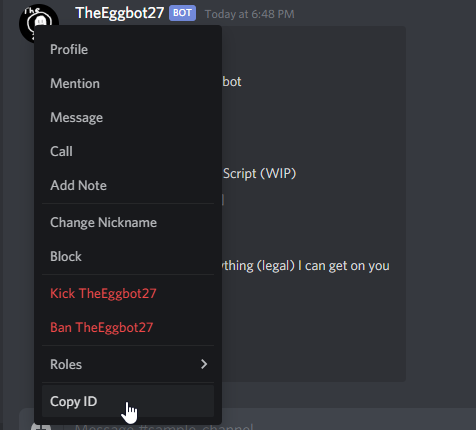 TheEggbot27 BOT Today at 6:48 PM
Profile
bot
Mention
Message
Call
Script (WIP)
Add Note
Change Nickname
Block
ything (legal) I can get on you
Kick TheEggbot27
Ban TheEggbot27
Roles
Copy ID
Message #sample-channel